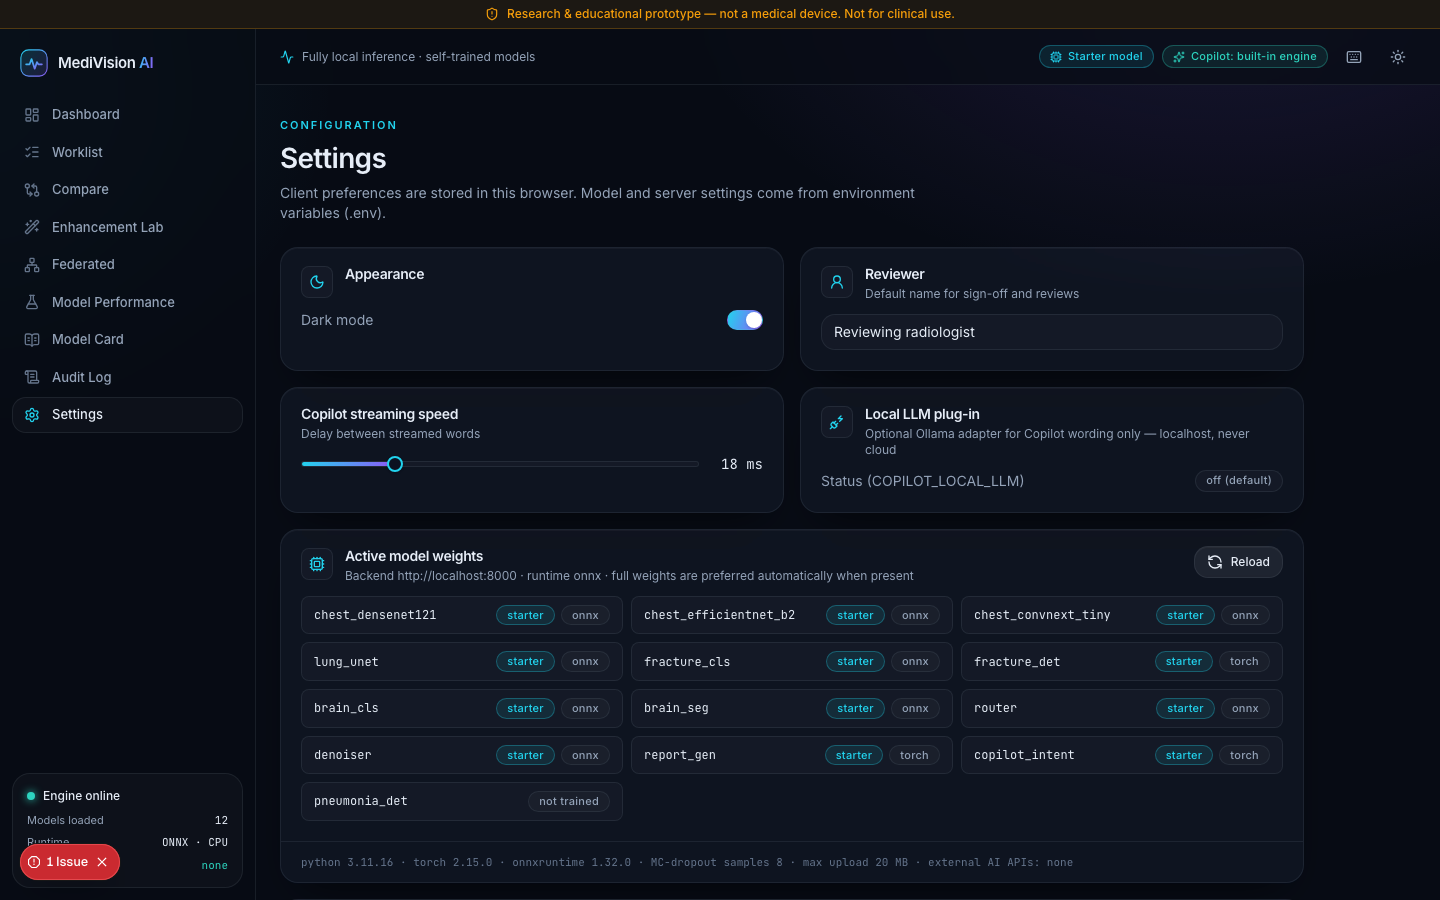 Research & educational prototype — not a medical device. Not for clinical use.
MediVision AI
Fully local inference · self-trained models
Starter model
Copilot: built-in engine
Dashboard
Worklist
Compare
Enhancement Lab
Federated
Model Performance
Model Card
Audit Log
Settings
CONFIGURATION
Settings
Client preferences are stored in this browser. Model and server settings come from environment
variables (.env).
Appearance
Dark mode
Reviewer
Default name for sign-off and reviews
Reviewing radiologist
Copilot streaming speed
Delay between streamed words
18 ms
Local LLM plug-in
Optional Ollama adapter for Copilot wording only — localhost, never
cloud
Status (COPILOT_LOCAL_LLM)
off (default)
Active model weights
Backend http://localhost:8000 · runtime onnx · full weights are preferred automatically when present
Reload
chest_densenet121 starter onnx
chest_efficientnet_b2 starter onnx
chest_convnext_tiny starter onnx
lung_unet starter onnx
fracture_cls starter onnx
fracture_det starter torch
brain_cls starter onnx
brain_seg starter onnx
router starter onnx
denoiser starter onnx
report_gen starter torch
copilot_intent starter torch
pneumonia_det not trained
python 3.11.16 · torch 2.15.0 · onnxruntime 1.32.0 · MC-dropout samples 8 · max upload 20 MB · external AI APIs: none
Engine online
Models loaded 12
Runtime ONNX · CPU
none
1 Issue